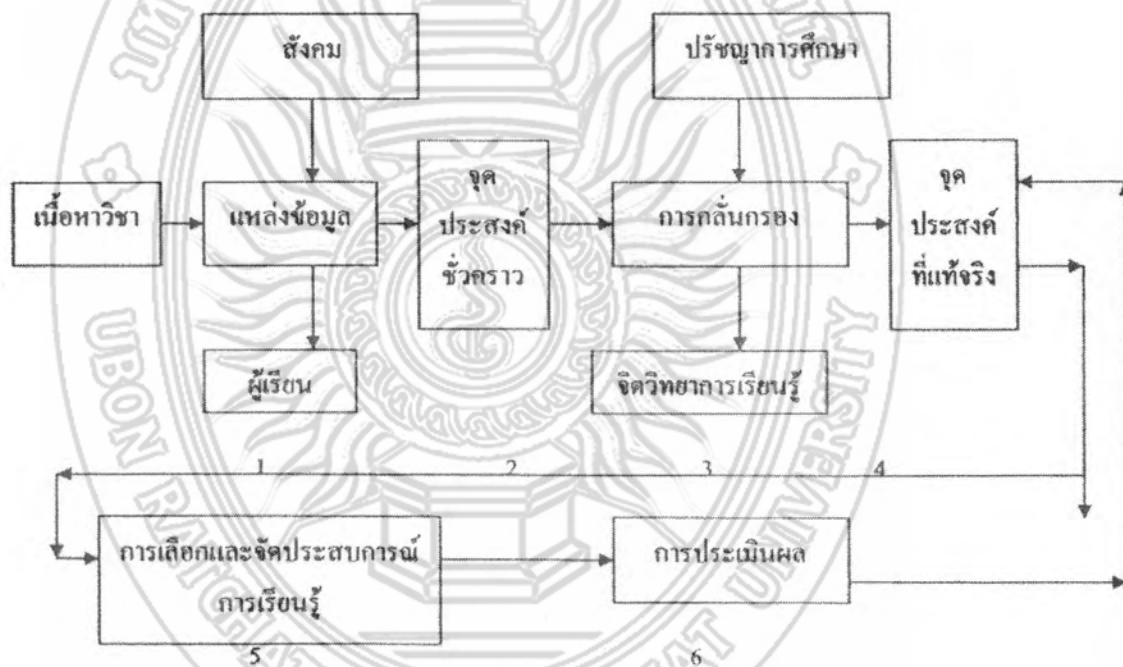 สังคม
ปรัชญาการศึกษา
เนื้อหาวิชา
แหล่งข้อมูล
จุด
ประสงค์
ชั่วคราว
การกลั่นกรอง
จุด
ประสงค์
ที่แท้จริง
ผู้เรียน
จิตวิทยาการเรียนรู้
1 2 3 4
การเลือกและจัดประสบการณ์
การเรียนรู้
การประเมินผล
5 6
UBON RATCHATHANI RAJABHAT UNIVERSITY